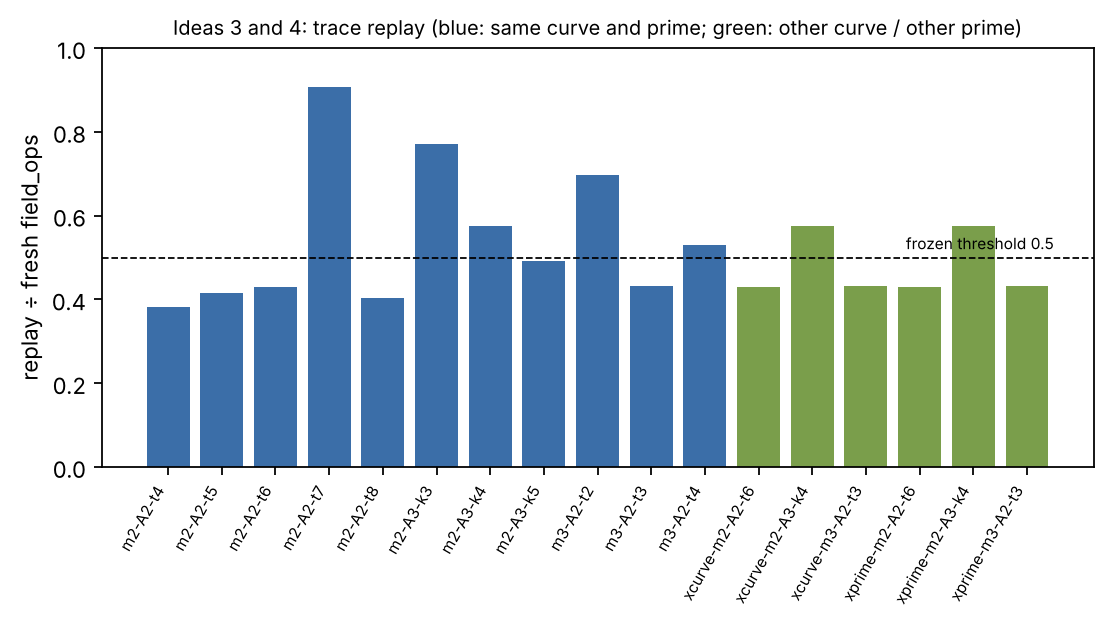 Ideas 3 and 4: trace replay (blue: same curve and prime; green: other curve / other prime)
replay ÷ fresh field_ops
1.0
0.8
0.6
0.4
0.2
0.0
frozen threshold 0.5
m2-A2-t4
m2-A2-t5
m2-A2-t6
m2-A2-t7
m2-A2-t8
m2-A3-k3
m2-A3-k4
m2-A3-k5
m3-A2-t2
m3-A2-t3
m3-A2-t4
xcurve-m2-A2-t6
xcurve-m2-A3-k4
xcurve-m3-A2-t3
xprime-m2-A2-t6
xprime-m2-A3-k4
xprime-m3-A2-t3